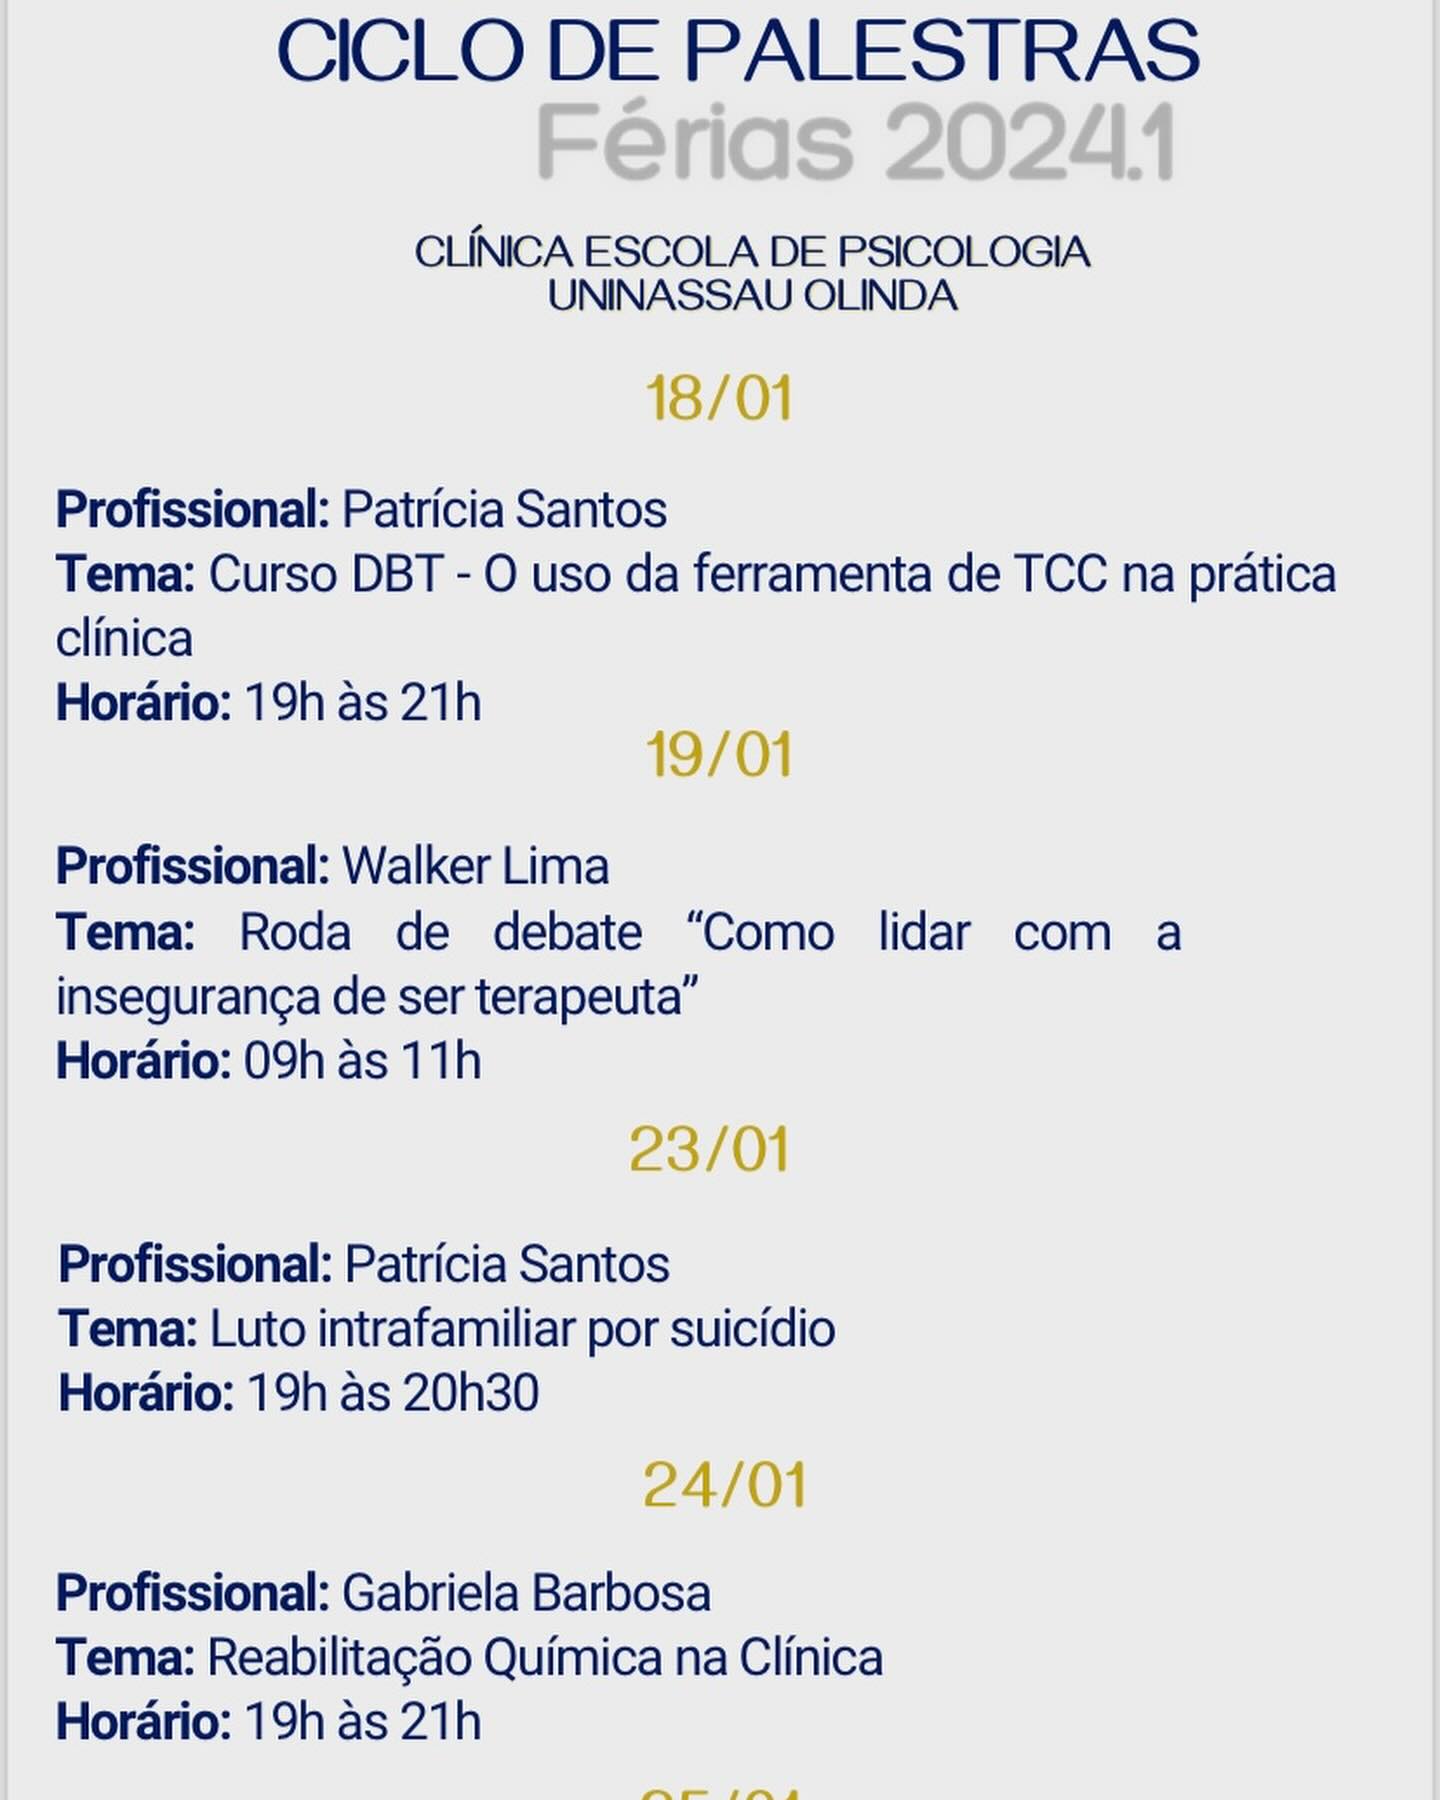 CICLO DE PALESTRAS
Férias 2024.1
CLÍNICA ESCOLA DE PSICOLOGIA
UNINASSAU OLINDA
18/01
Profissional: Patrícia Santos
Tema: Curso DBT - O uso da ferramenta de TCC na prática
clínica
Horário: 19h às 21h
19/01
Profissional: Walker Lima
Tema: Roda de debate “Como lidar com a
insegurança de ser terapeuta”
Horário: 09h às 11h
23/01
Profissional: Patrícia Santos
Tema: Luto intrafamiliar por suicídio
Horário: 19h às 20h30
24/01
Profissional: Gabriela Barbosa
Tema: Reabilitação Química na Clínica
Horário: 19h às 21h